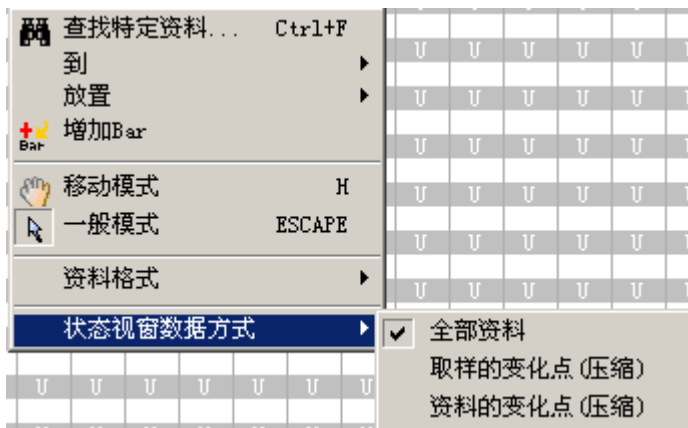 查找特定资料... Ctrl+F
到
放置
增加Bar
Bar
移动模式 H
一般模式 ESCAPE
资料格式
状态视窗数据方式
全部资料
取样的变化点(压缩)
资料的变化点(压缩)
U U U U U
U U U U U
U U U U U
U U U U U
U U U U U
U U U U U
U U U U U U U